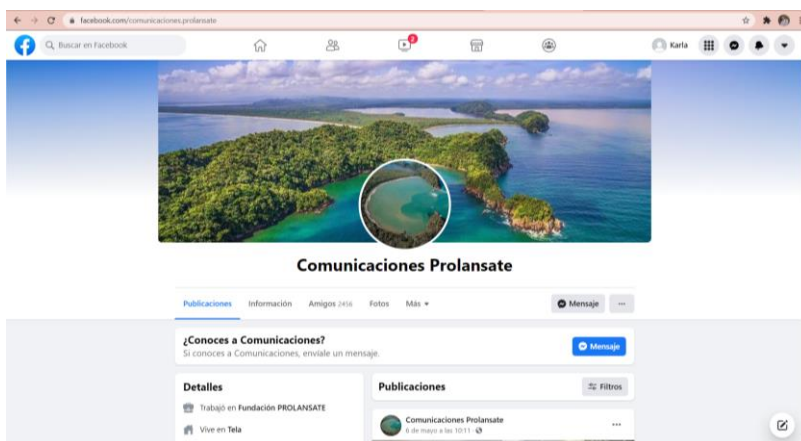 facebook.com/comunicaciones.prolansate
Buscar en Facebook
2
Karla
Comunicaciones Prolansate
Publicaciones Información Amigos 2456 Fotos Más
Mensaje
¿Conoces a Comunicaciones?
Si conoces a Comunicaciones, envíale un mensaje.
Mensaje
Detalles
Trabajó en Fundación PROLANSATE
Vive en Tela
Publicaciones
Filtros
Comunicaciones Prolansate
6 de mayo a las 10:11